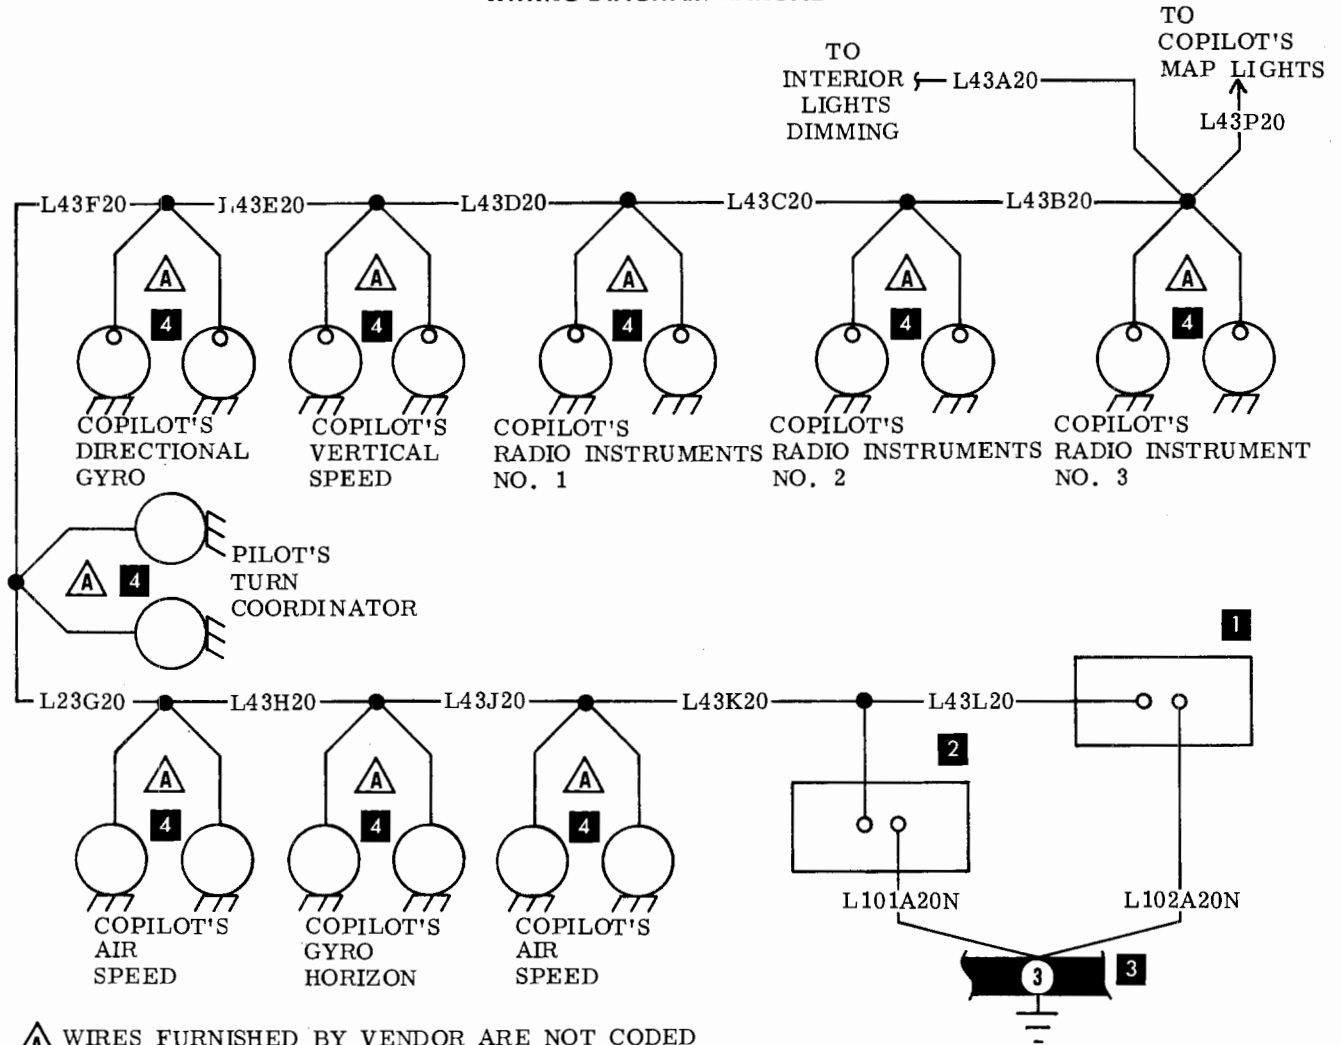 TO
COPILOT'S
MAP LIGHTS
TO
INTERIOR
LIGHTS
DIMMING
L43A20
L43P20
L43F20
L43E20
L43D20
L43C20
L43B20
A
A
A
A
A
4
4
4
4
4
COPILOT'S
DIRECTIONAL
GYRO
COPILOT'S
VERTICAL
SPEED
COPILOT'S
RADIO INSTRUMENTS
NO. 1
COPILOT'S
RADIO INSTRUMENTS
NO. 2
COPILOT'S
RADIO INSTRUMENT
NO. 3
A
4
PILOT'S
TURN
COORDINATOR
1
L23G20
L43H20
L43J20
L43K20
L43L20
2
A
A
A
4
4
4
L101A20N
L102A20N
COPILOT'S
AIR
SPEED
COPILOT'S
GYRO
HORIZON
COPILOT'S
AIR
SPEED
3
3
A WIRES FURNISHED BY VENDOR ARE NOT CODED